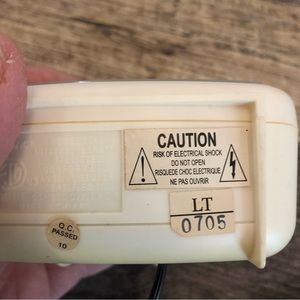 CAUTION
RISK OF ELECTRICAL SHOCK
DO NOT OPEN
RISQUEDE CHOC ELECTRIQUE
NE PAS OUVRIR
LT
0705
Q.C.
PASSED
10